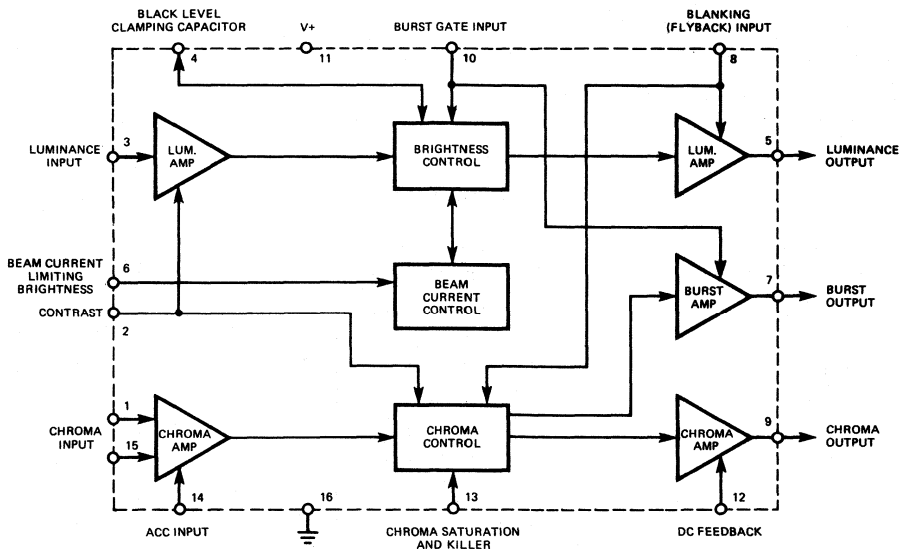 BLACK LEVEL
CLAMPING CAPACITOR
V+
BURST GATE INPUT
BLANKING
(FLYBACK) INPUT
4
11
10
8
LUMINANCE
INPUT
3
LUM.
AMP
BRIGHTNESS
CONTROL
LUM.
AMP
5
LUMINANCE
OUTPUT
BEAM CURRENT
LIMITING
BRIGHTNESS
6
BEAM
CURRENT
CONTROL
BURST
AMP
7
BURST
OUTPUT
CONTRAST
2
CHROMA
INPUT
1
15
CHROMA
AMP
CHROMA
CONTROL
CHROMA
AMP
9
CHROMA
OUTPUT
14
16
13
12
ACC INPUT
CHROMA SATURATION
AND KILLER
DC FEEDBACK